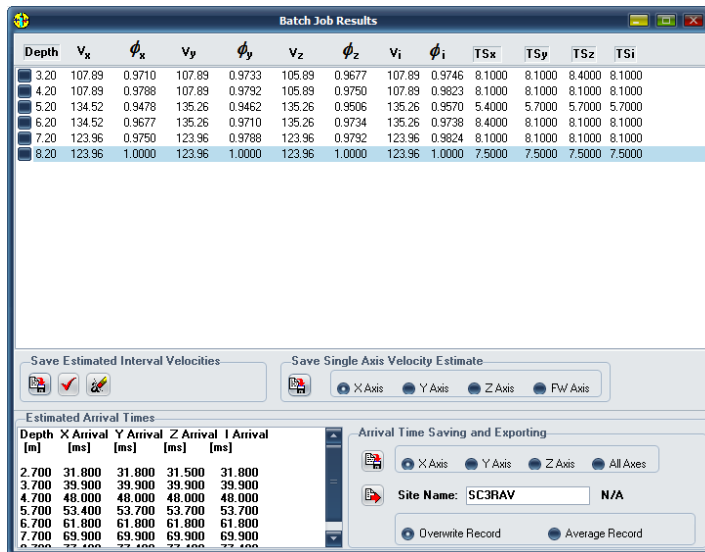 Batch Job Results
Depth Vx ϕx Vy ϕy Vz ϕz Vi ϕi TSx TSy TSz TSi
3.20 107.89 0.9710 107.89 0.9733 105.89 0.9677 107.89 0.9746 8.1000 8.1000 8.4000 8.1000
4.20 107.89 0.9788 107.89 0.9792 105.89 0.9750 107.89 0.9823 8.1000 8.1000 8.1000 8.1000
5.20 134.52 0.9478 135.26 0.9462 135.26 0.9506 135.26 0.9570 5.4000 5.7000 5.7000 5.7000
6.20 134.52 0.9677 135.26 0.9710 135.26 0.9734 135.26 0.9738 8.4000 8.1000 8.1000 8.1000
7.20 123.96 0.9750 123.96 0.9788 123.96 0.9792 123.96 0.9824 8.1000 8.1000 8.1000 8.1000
8.20 123.96 1.0000 123.96 1.0000 123.96 1.0000 123.96 1.0000 7.5000 7.5000 7.5000 7.5000
Save Estimated Interval Velocities
Save Single Axis Velocity Estimate
X Axis Y Axis Z Axis FW Axis
Estimated Arrival Times
Depth X Arrival Y Arrival Z Arrival I Arrival
[m] [ms] [ms] [ms] [ms]
2.700 31.800 31.800 31.500 31.800
3.700 39.900 39.900 39.900 39.900
4.700 48.000 48.000 48.000 48.000
5.700 53.400 53.700 53.700 53.700
6.700 61.800 61.800 61.800 61.800
7.700 69.900 69.900 69.900 69.900
Arrival Time Saving and Exporting
X Axis Y Axis Z Axis All Axes
Site Name: SC3RAV N/A
Overwrite Record Average Record